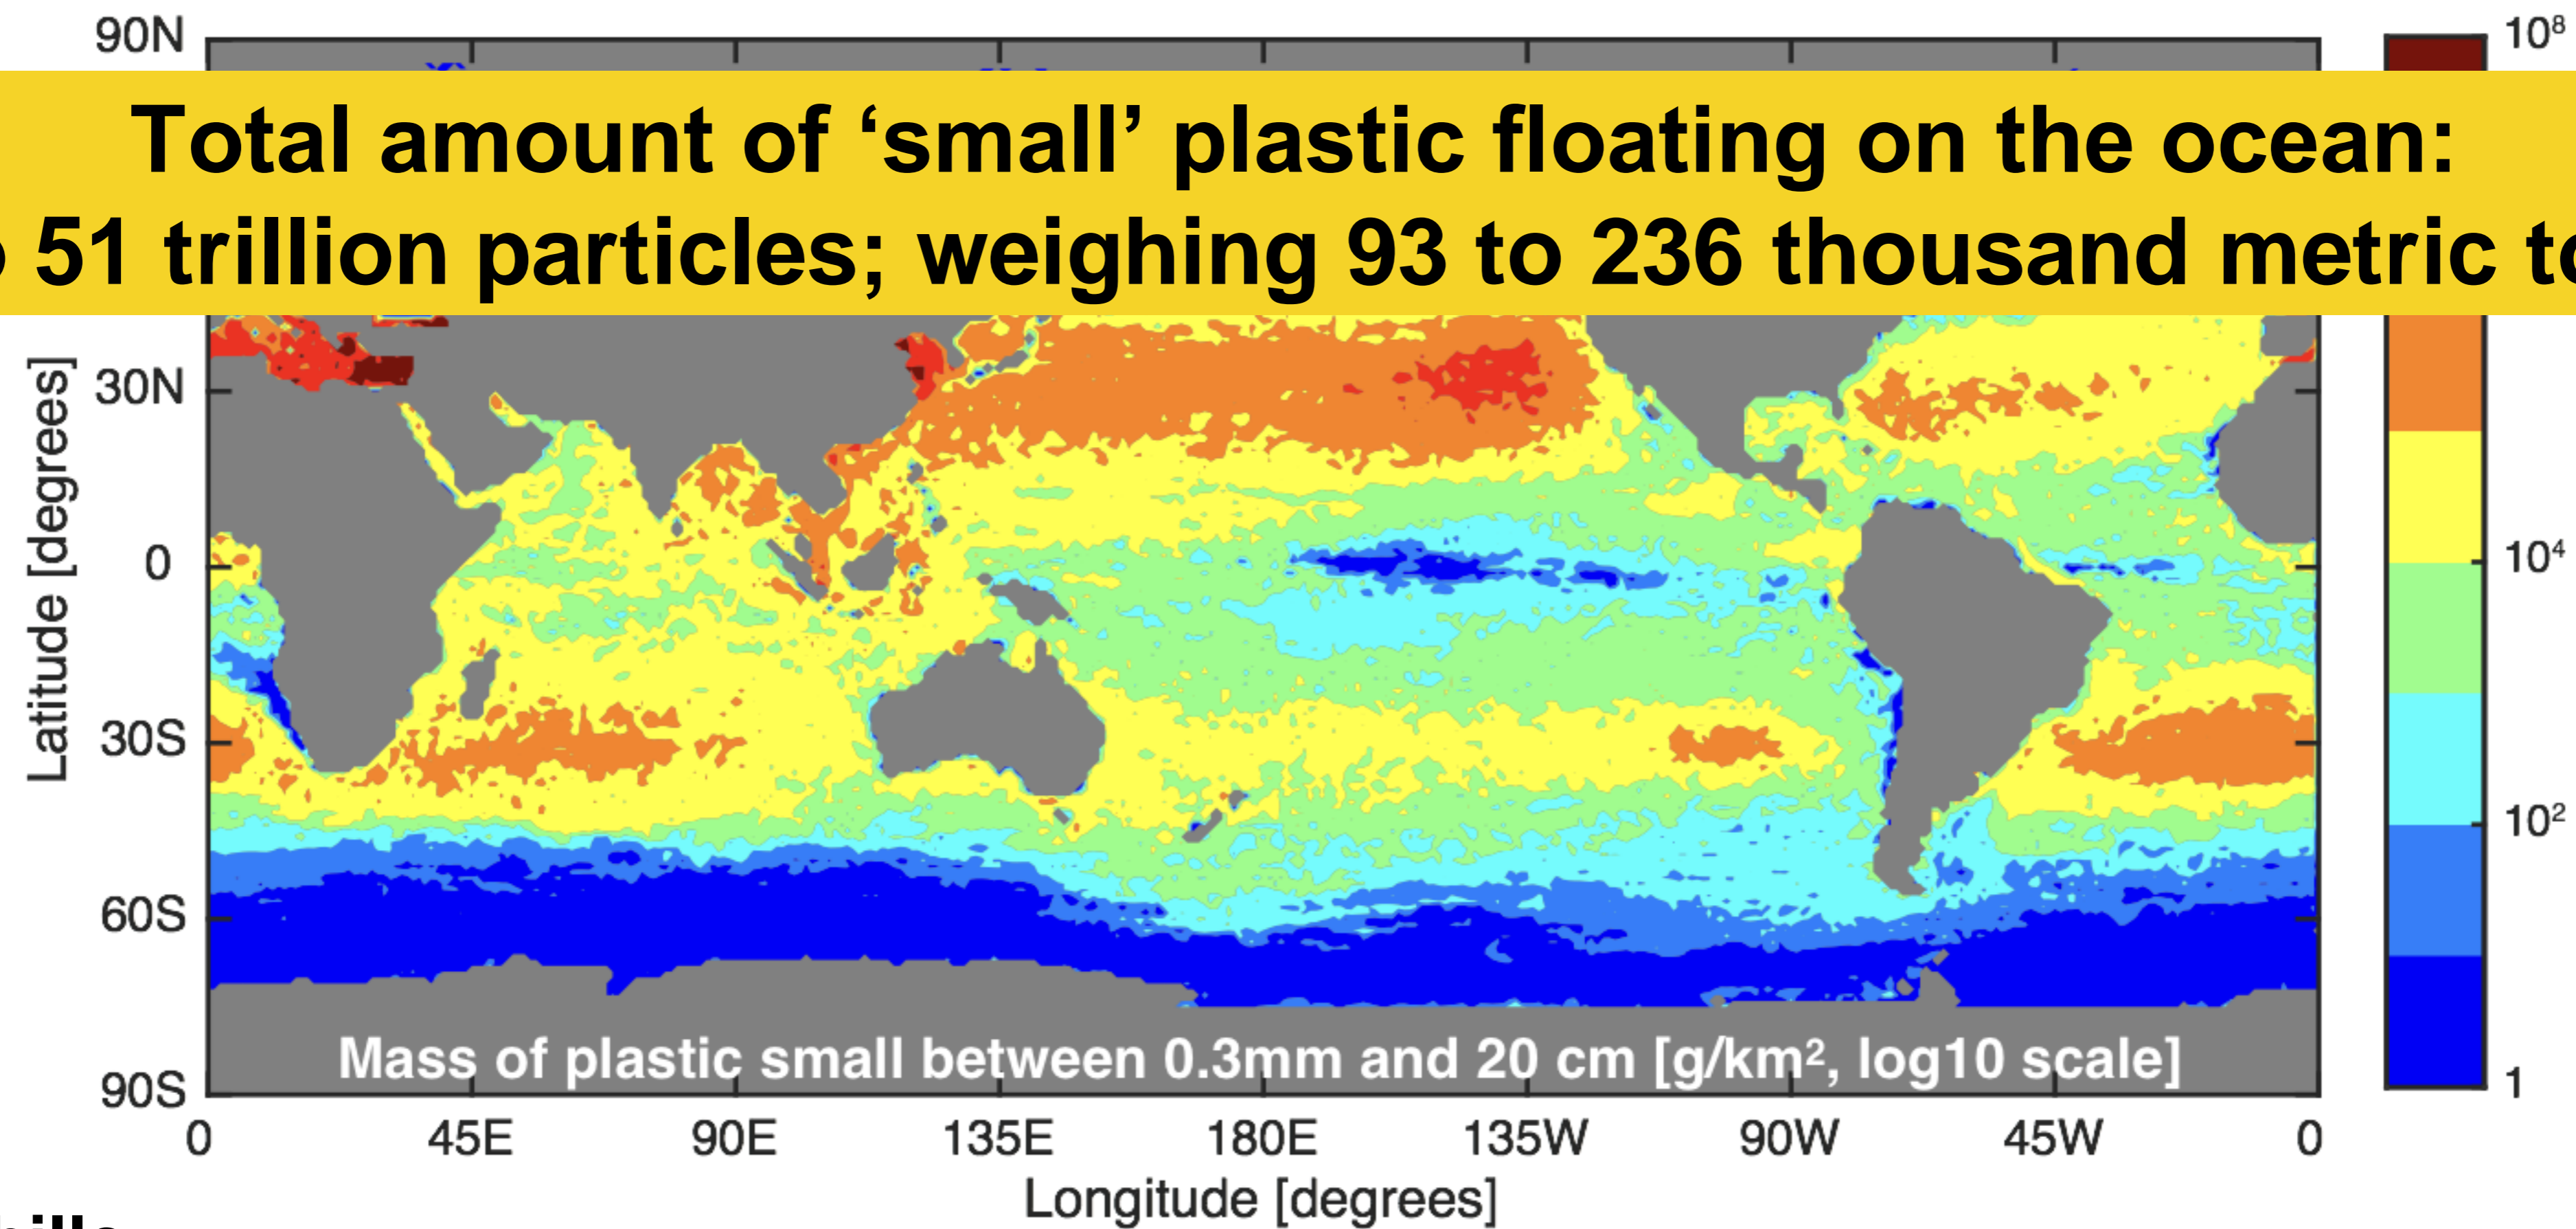 90N
10⁸
Total amount of ‘small’ plastic floating on the ocean:
51 trillion particles; weighing 93 to 236 thousand metric
Latitude [degrees]
30N
0
10⁴
30S
60S
10²
Mass of plastic small between 0.3mm and 20 cm [g/km², log10 scale]
90S
1
0 45E 90E 135E 180E 135W 90W 45W 0
Longitude [degrees]